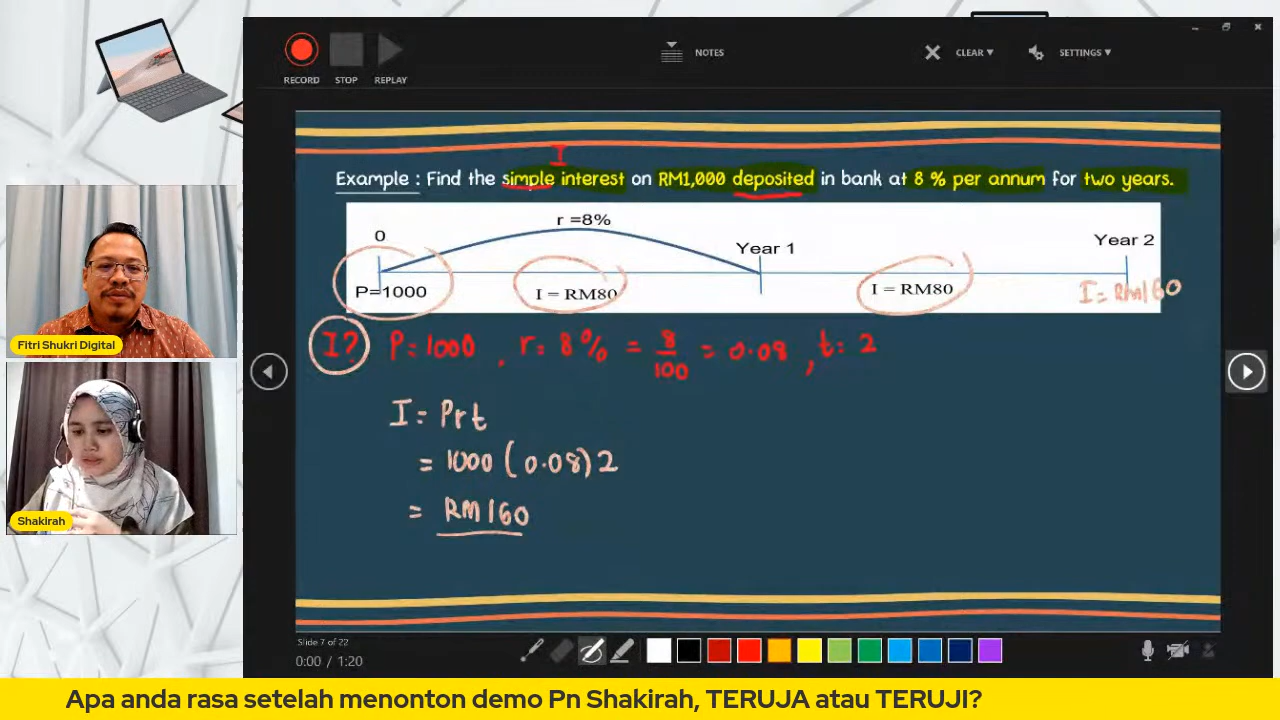 RECORD STOP REPLAY
NOTES
CLEAR
SETTINGS
I
Example : Find the simple interest on RM1,000 deposited in bank at 8 % per annum for two years.
r =8%
0
Year 1
Year 2
P=1000
I = RM80
I = RM80
I = RM160
I? P = 1000 , r = 8% = 8/100 = 0.08 , t = 2
I = Prt
= 1000 (0.08) 2
= RM160
Fitri Shukri Digital
Shakirah
Slide 7 of 22
0:00 / 1:20
Apa anda rasa setelah menonton demo Pn Shakirah, TERUJA atau TERUJI?